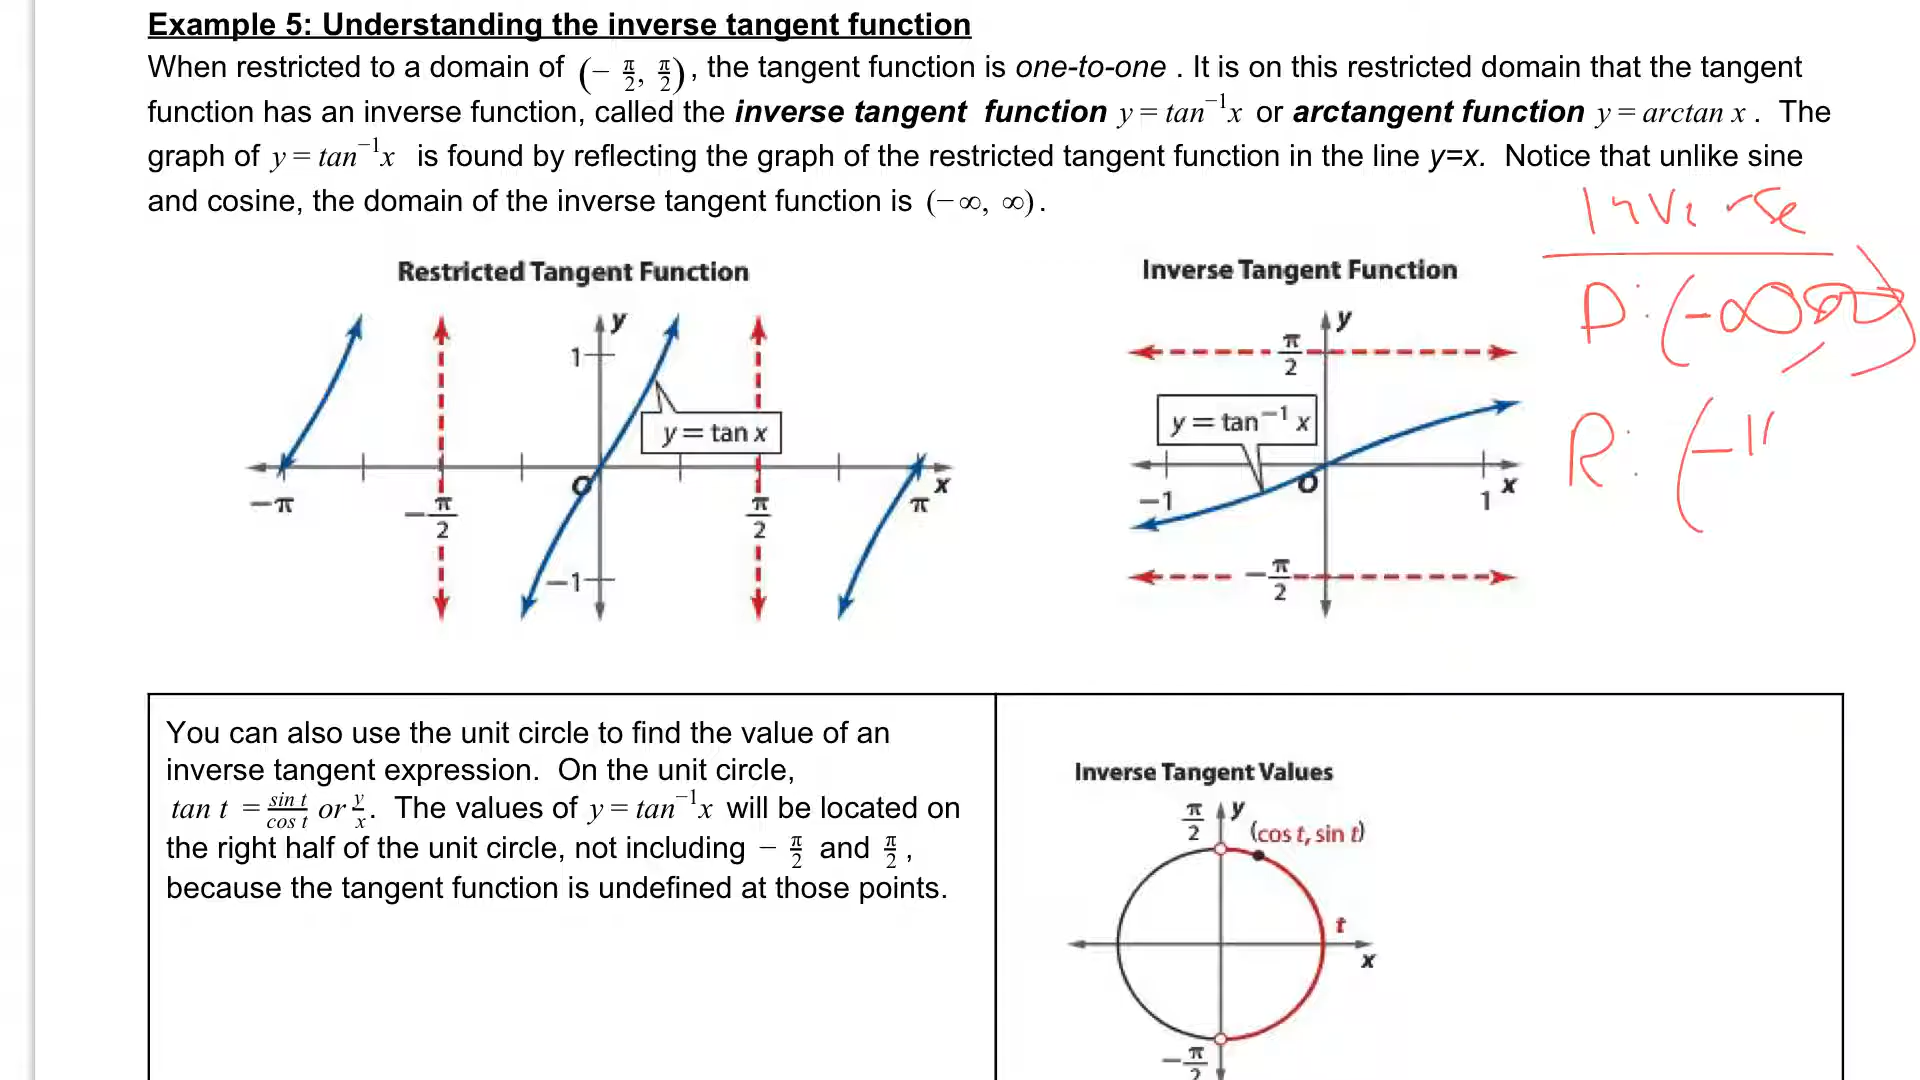 Example 5: Understanding the inverse tangent function
When restricted to a domain of (− π/2, π/2), the tangent function is one-to-one . It is on this restricted domain that the tangent
function has an inverse function, called the inverse tangent function y = tan⁻¹x or arctangent function y = arctan x . The
graph of y = tan⁻¹x is found by reflecting the graph of the restricted tangent function in the line y=x. Notice that unlike sine
and cosine, the domain of the inverse tangent function is (−∞, ∞).
Inverse
D: (-∞, ∞)
R: (-π
Restricted Tangent Function
y
1
y = tan x
−π
−π/2
O
π/2
π
x
−1
Inverse Tangent Function
y
π/2
y = tan⁻¹ x
−1
O
1
x
−π/2
You can also use the unit circle to find the value of an
inverse tangent expression. On the unit circle,
tan t = sin t/cos t or y/x. The values of y = tan⁻¹x will be located on
the right half of the unit circle, not including − π/2 and π/2,
because the tangent function is undefined at those points.
Inverse Tangent Values
π/2
y
(cos t, sin t)
t
x
−π/2